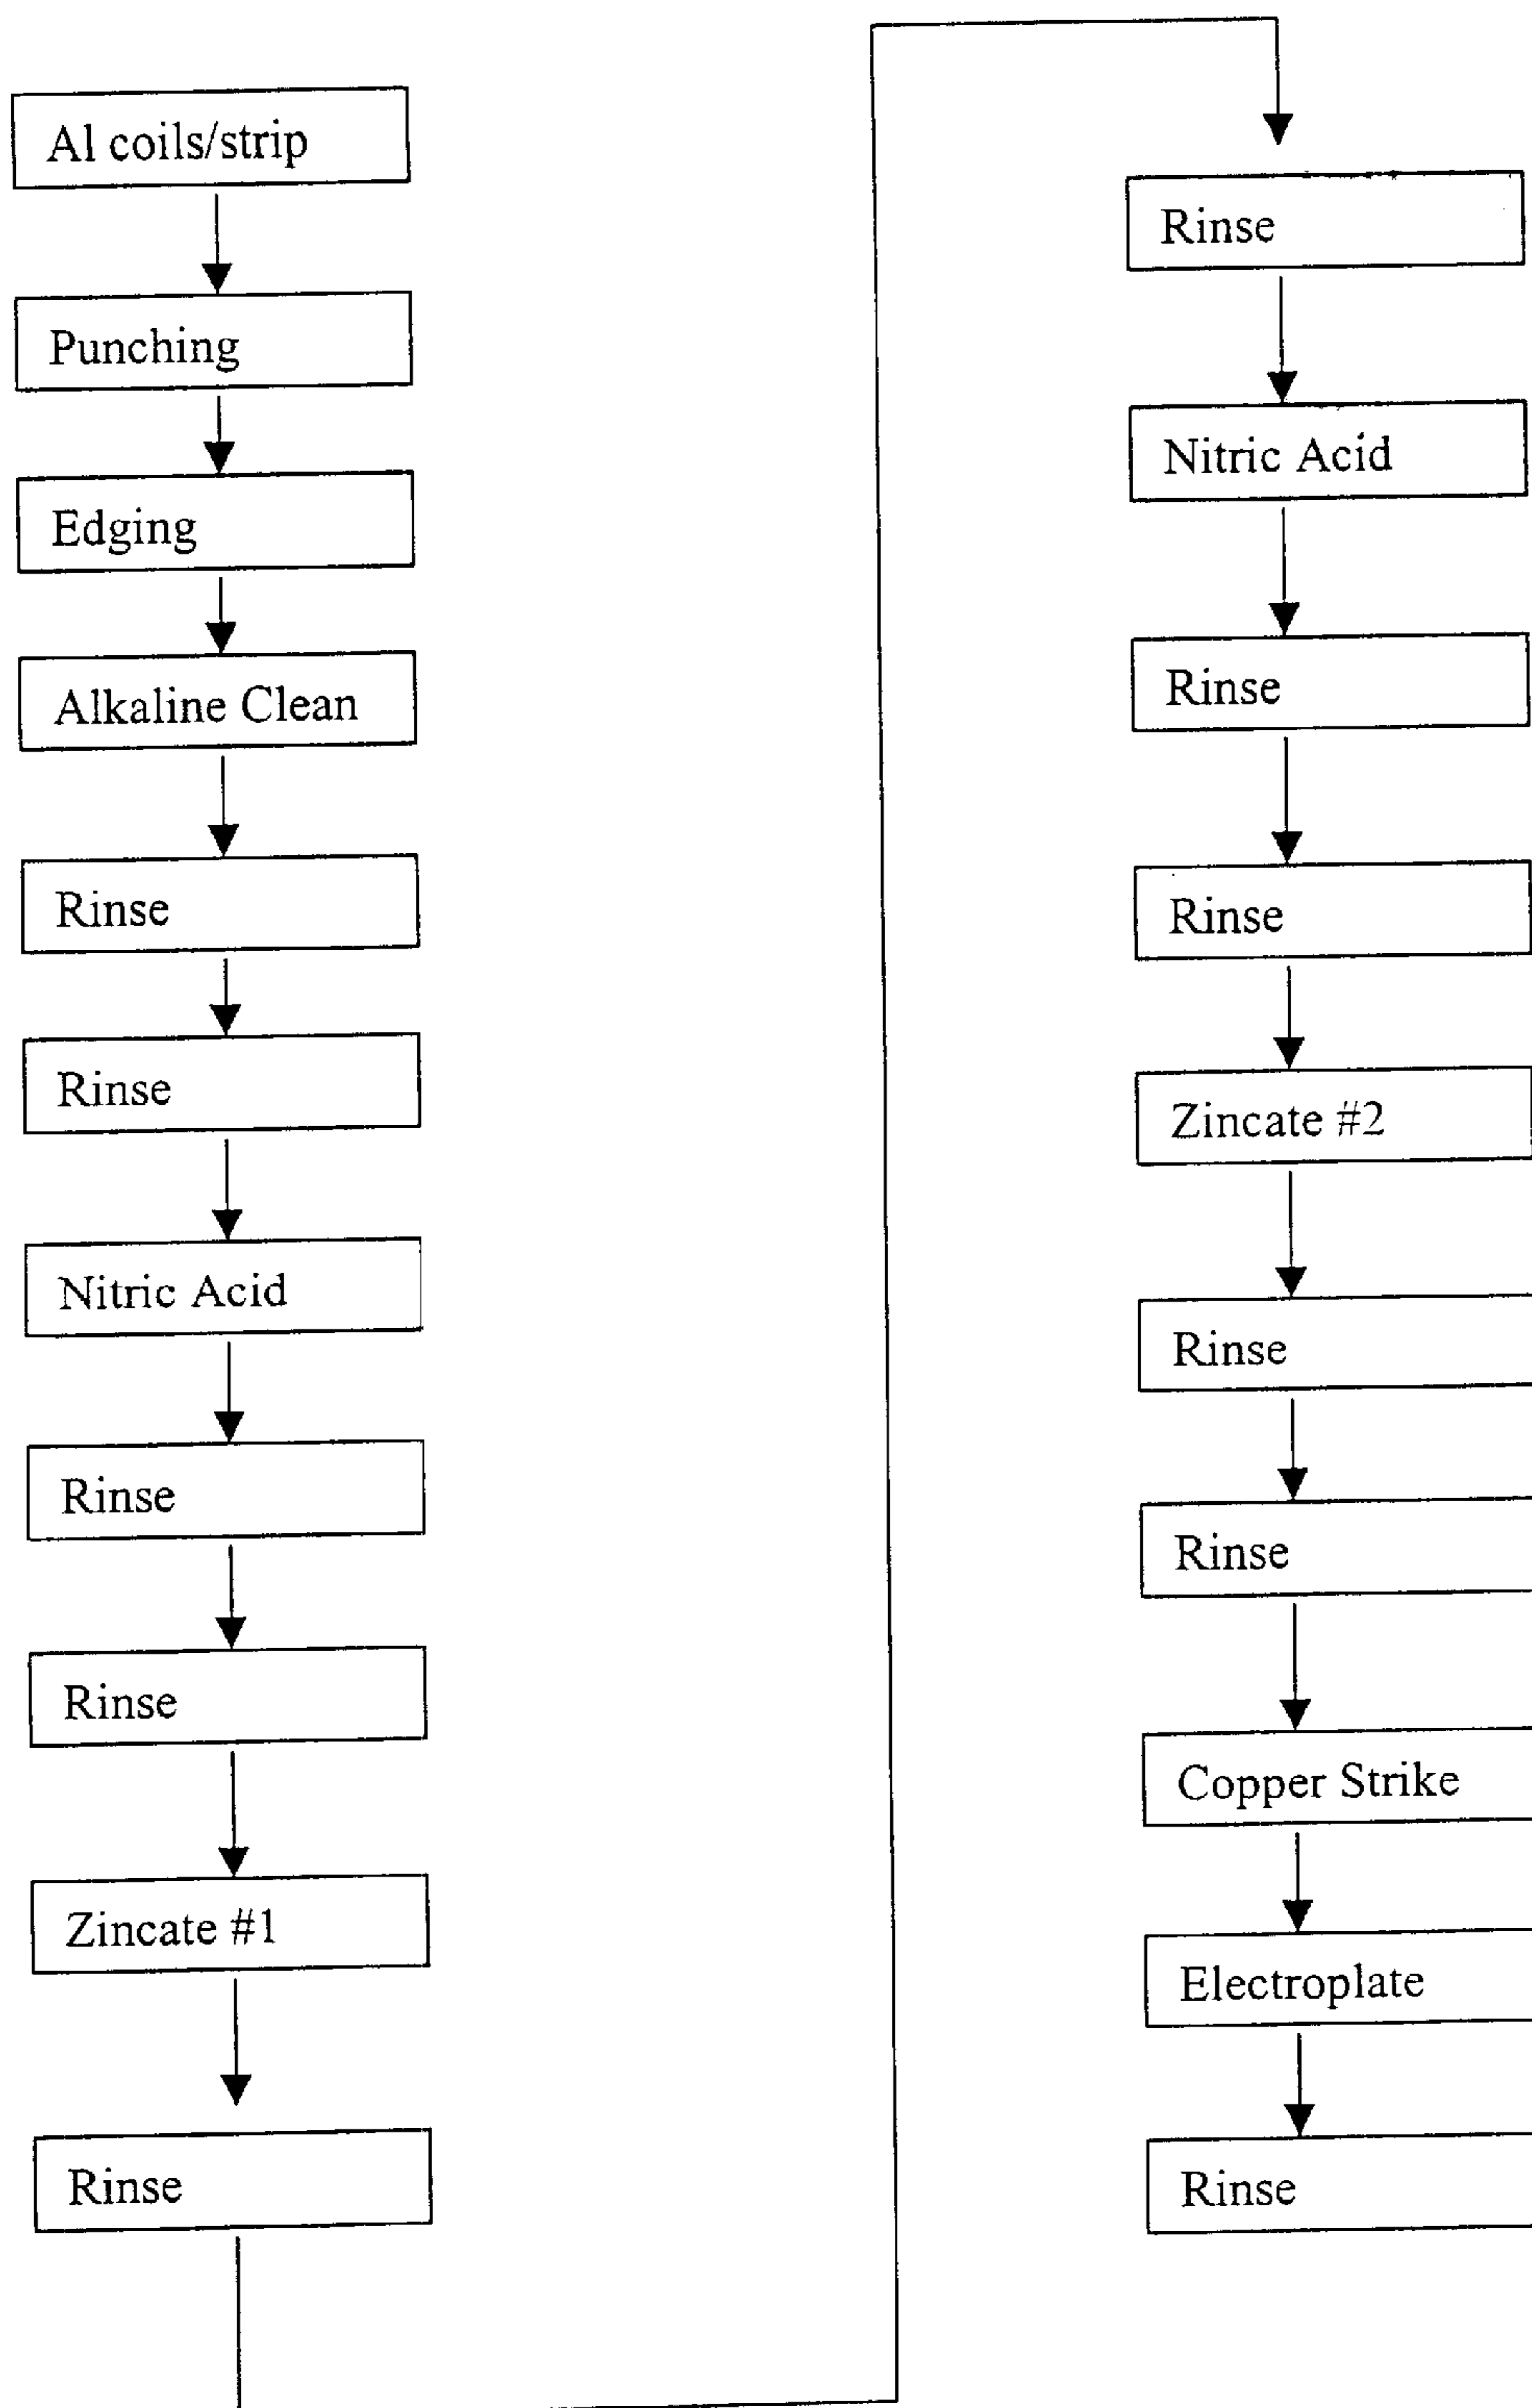 Al coils/strip
Punching
Edging
Alkaline Clean
Rinse
Rinse
Nitric Acid
Rinse
Rinse
Zincate #1
Rinse
Rinse
Nitric Acid
Rinse
Rinse
Zincate #2
Rinse
Rinse
Copper Strike
Electroplate
Rinse